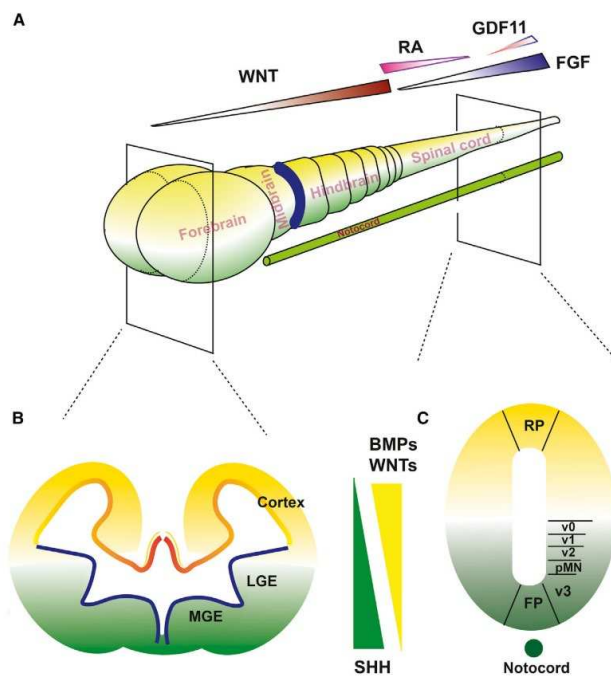 A
GDF11
RA
WNT
FGF
Spinal cord
Hindbrain
Midbrain
Forebrain
Notocord
B
C
BMPs
WNTs
RP
Cortex
v0
v1
v2
LGE
pMN
MGE
v3
FP
SHH
Notocord